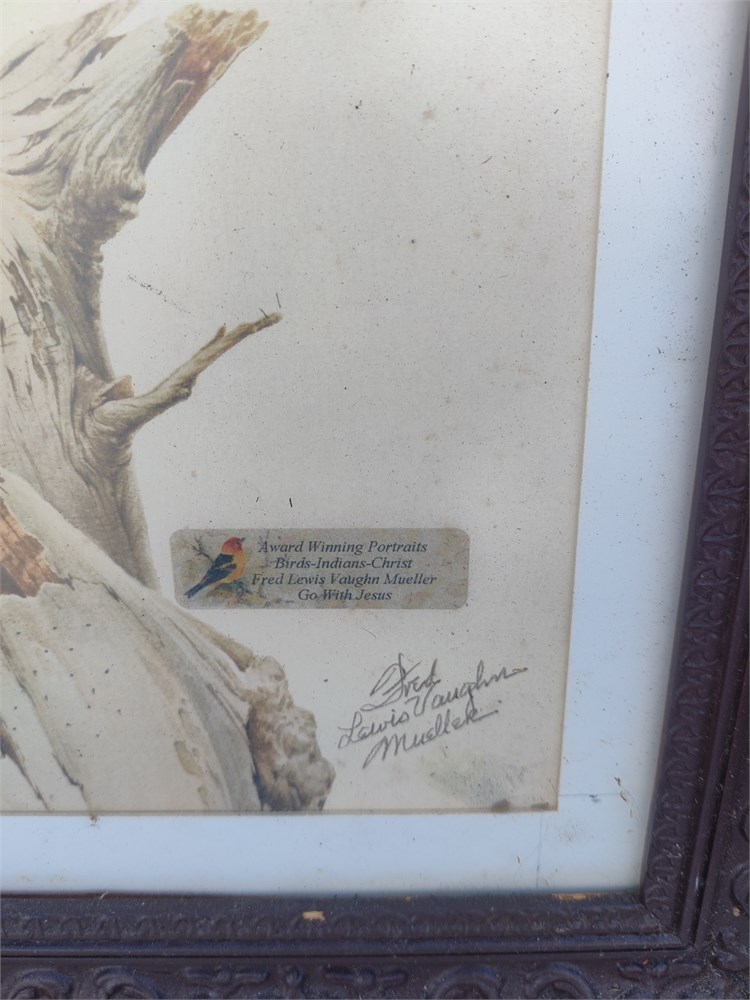 Award Winning Portraits
Birds-Indians-Christ
Fred Lewis Vaughn Mueller
Go With Jesus
Fred
Lewis Vaughn
Mueller